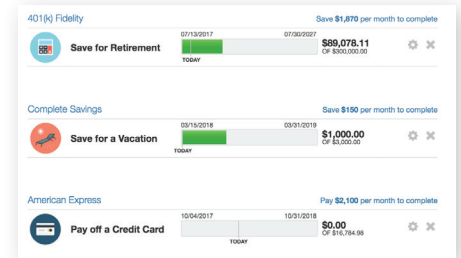 401(k) Fidelity
Save $1,870 per month to complete
07/13/2017 07/30/2027
Save for Retirement
$89,078.11
OF $300,000.00
TODAY
Complete Savings
Save $150 per month to complete
03/15/2018 03/31/2019
Save for a Vacation
$1,000.00
OF $3,000.00
TODAY
American Express
Pay $2,100 per month to complete
10/04/2017 10/31/2018
Pay off a Credit Card
$0.00
OF $16,784.98
TODAY